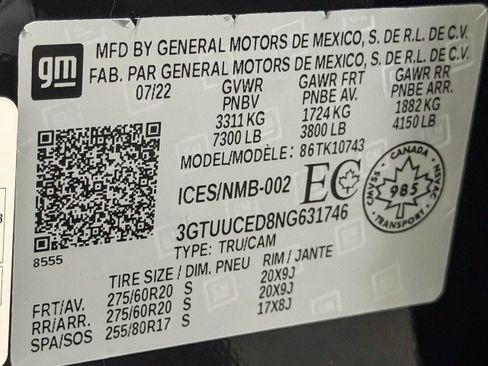 gm
MFD BY GENERAL MOTORS DE MEXICO, S. DE R.L. DE C.V.
FAB. PAR GENERAL MOTORS DE MEXICO, S. DE R.L. DE C.V.
07/22 GVWR GAWR FRT GAWR RR
PNBV PNBE AV. PNBE ARR.
3311 KG 1724 KG 1882 KG
7300 LB 3800 LB 4150 LB
MODEL/MODÈLE: 86TK10743
ICES/NMB-002 EC
CANADA
CMVSS 985 NSVAC
3GTUUCED8NG631746
8555
TYPE: TRU/CAM
TIRE SIZE / DIM. PNEU RIM / JANTE
FRT/AV. 275/60R20 S 20X9J
RR/ARR. 275/60R20 S 20X9J
SPA/SOS 255/80R17 S 17X8J